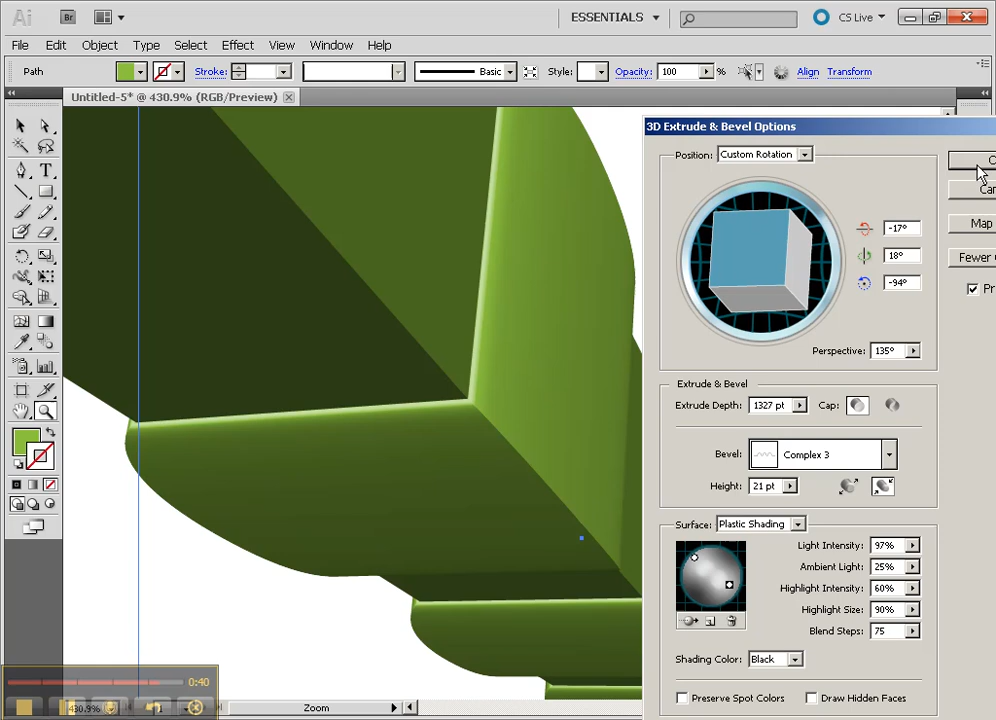 Ai Br ESSENTIALS CS Live
File Edit Object Type Select Effect View Window Help
Path Stroke: Basic Style: Opacity: 100 % Align Transform
Untitled-5* @ 430.9% (RGB/Preview)
3D Extrude & Bevel Options
Position: Custom Rotation
-17°
Map
18°
Fewer
-94°
Perspective: 135°
Extrude & Bevel
Extrude Depth: 1327 pt Cap:
Bevel: Complex 3
Height: 21 pt
Surface: Plastic Shading
Light Intensity: 97%
Ambient Light: 25%
Highlight Intensity: 60%
Highlight Size: 90%
Blend Steps: 75
Shading Color: Black
Preserve Spot Colors Draw Hidden Faces
0:40
430.9% 1 Zoom